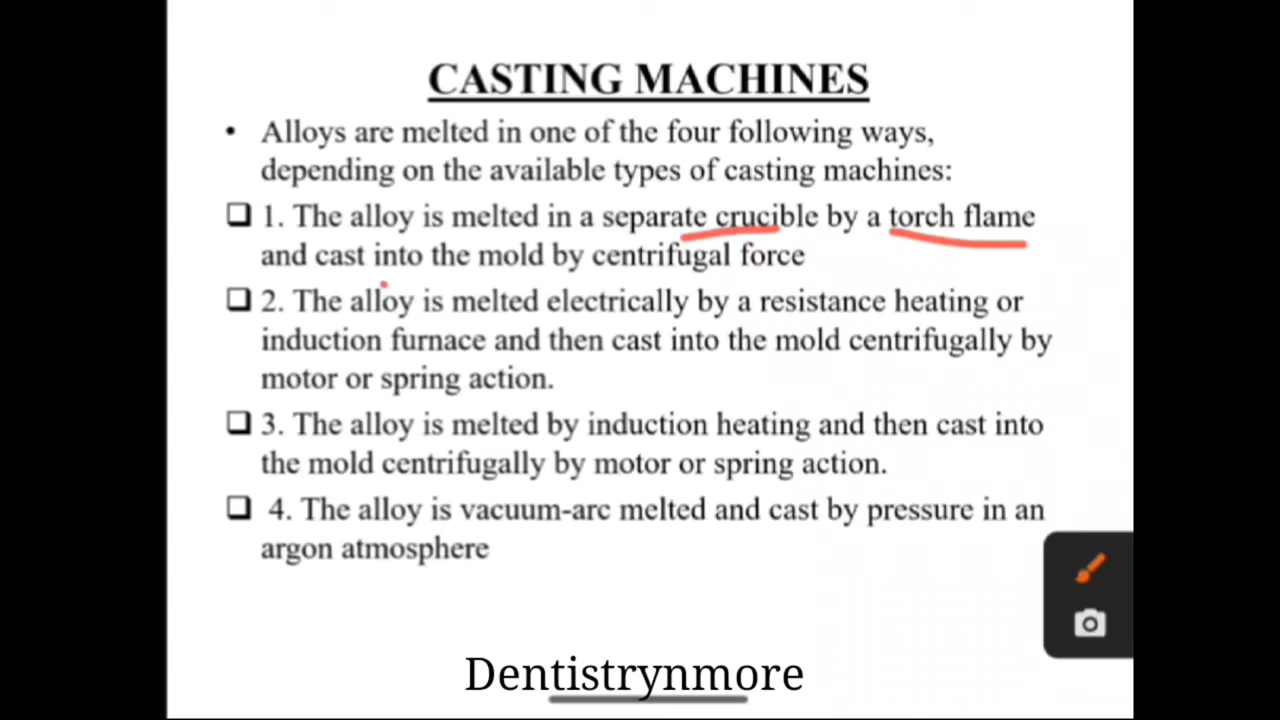 CASTING MACHINES
• Alloys are melted in one of the four following ways,
depending on the available types of casting machines:
❑ 1. The alloy is melted in a separate crucible by a torch flame
and cast into the mold by centrifugal force
❑ 2. The alloy is melted electrically by a resistance heating or
induction furnace and then cast into the mold centrifugally by
motor or spring action.
❑ 3. The alloy is melted by induction heating and then cast into
the mold centrifugally by motor or spring action.
❑ 4. The alloy is vacuum-arc melted and cast by pressure in an
argon atmosphere
Dentistrynmore